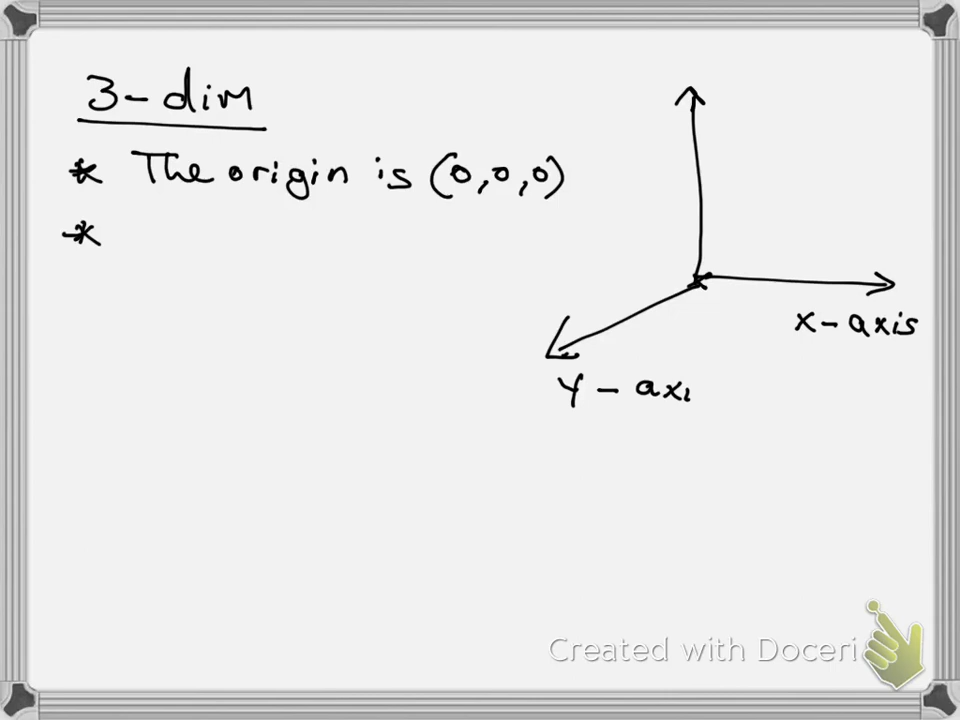 3-dim
* The origin is (0,0,0)
*
x-axis
y-axi
Created with Doceri